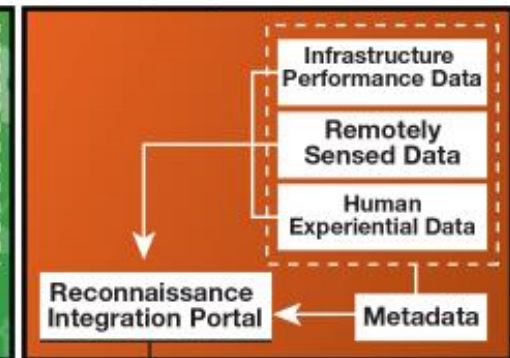 Infrastructure
Performance Data
Remotely
Sensed Data
Human
Experiential Data
Reconnaissance
Integration Portal
Metadata